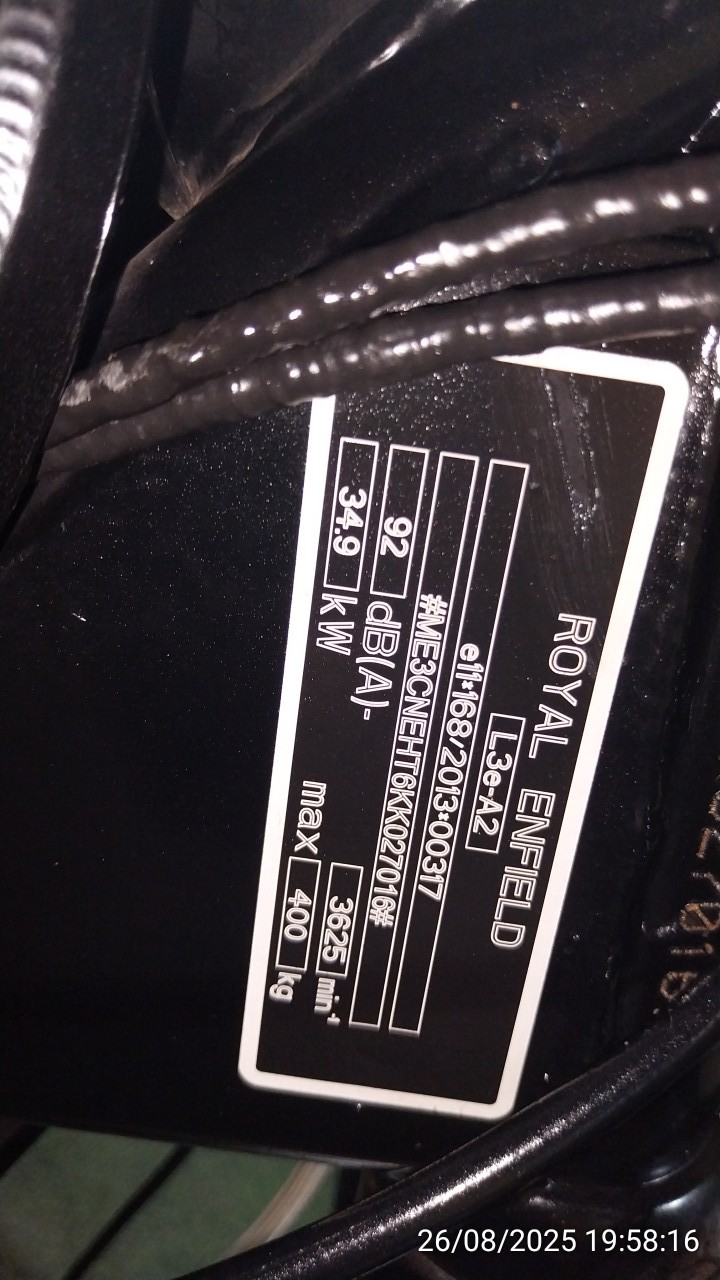 ROYAL ENFIELD
L3e-A2
e11*168/2013*00317
#ME3CNEHT6KK027016#
92 dB(A)- 3625 min⁻¹
34.9 kW max 400 kg
27016
26/08/2025 19:58:16